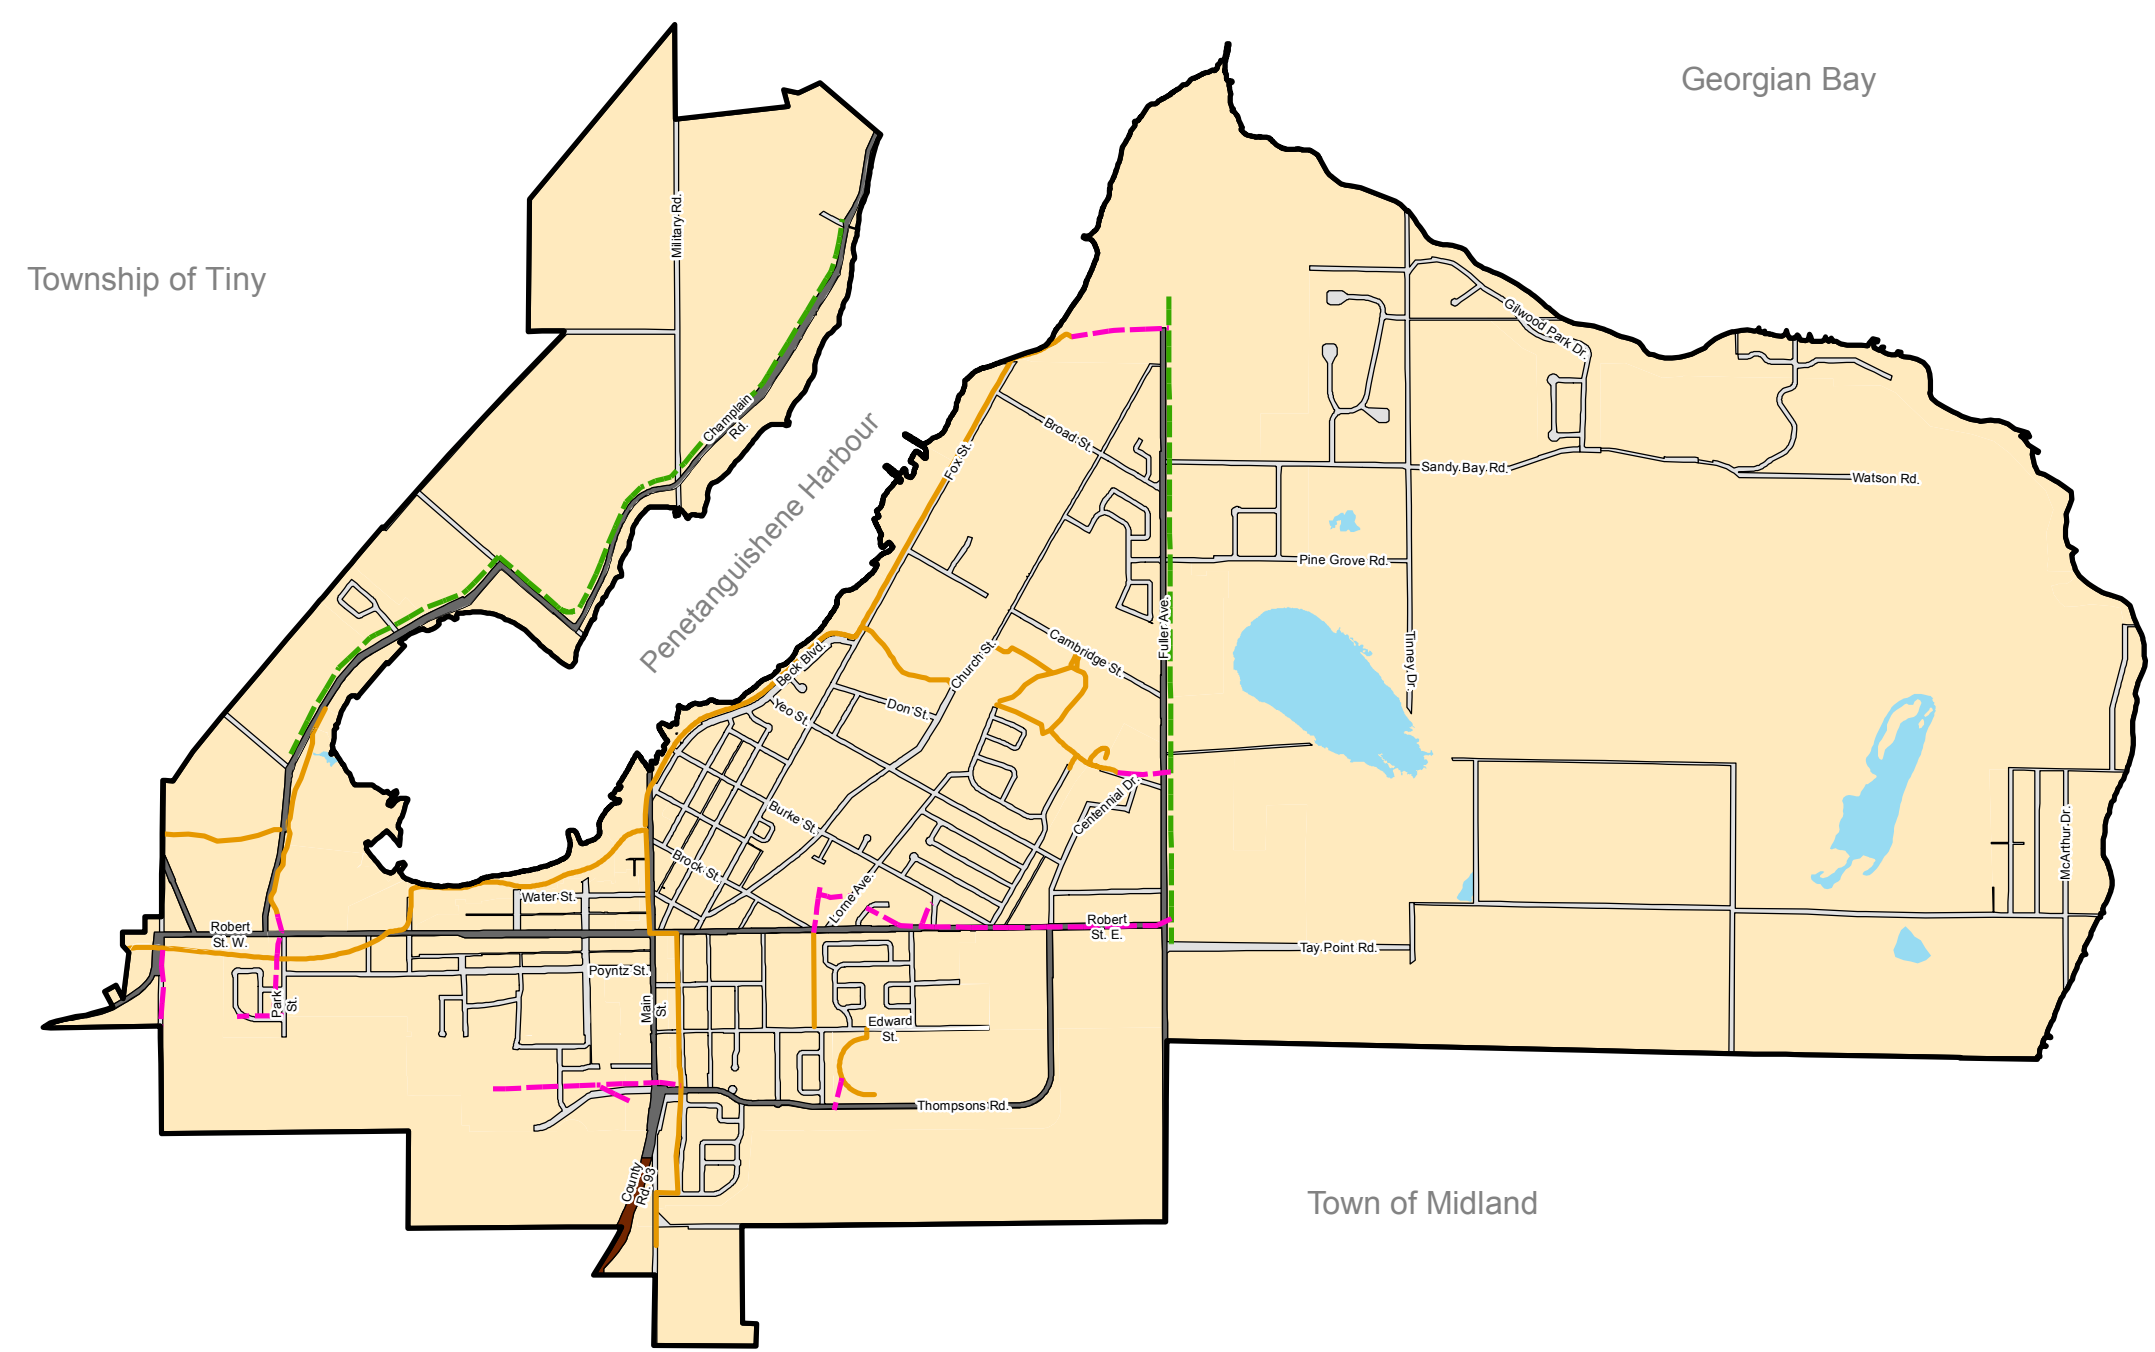 Georgian Bay
Township of Tiny
Military Rd.
Gilwood Park Dr.
Champlain
Rd.
Penetanguishene Harbour
Broad St.
Fox St.
Sandy Bay Rd.
Watson Rd.
Pine Grove Rd.
Fuller Ave.
Tinney Dr.
Cambridge St.
Church St.
Beck Blvd.
Yeo St.
Don St.
Burke St.
Centennial Dr.
McArthur Dr.
Brock St.
Lorne Ave.
Water St.
Robert
St. W.
Robert
St. E.
Tay Point Rd.
Poyntz St.
Park
St.
Main
St.
Edward
St.
Thompsons Rd.
County
Rd. 93
Town of Midland